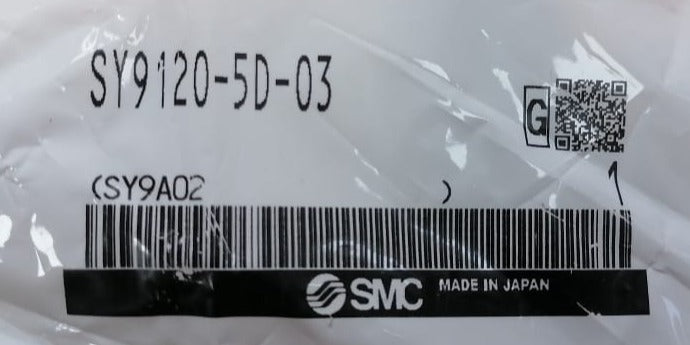 SY9120-5D-03
G
(SY9A02 )
1
SMC MADE IN JAPAN